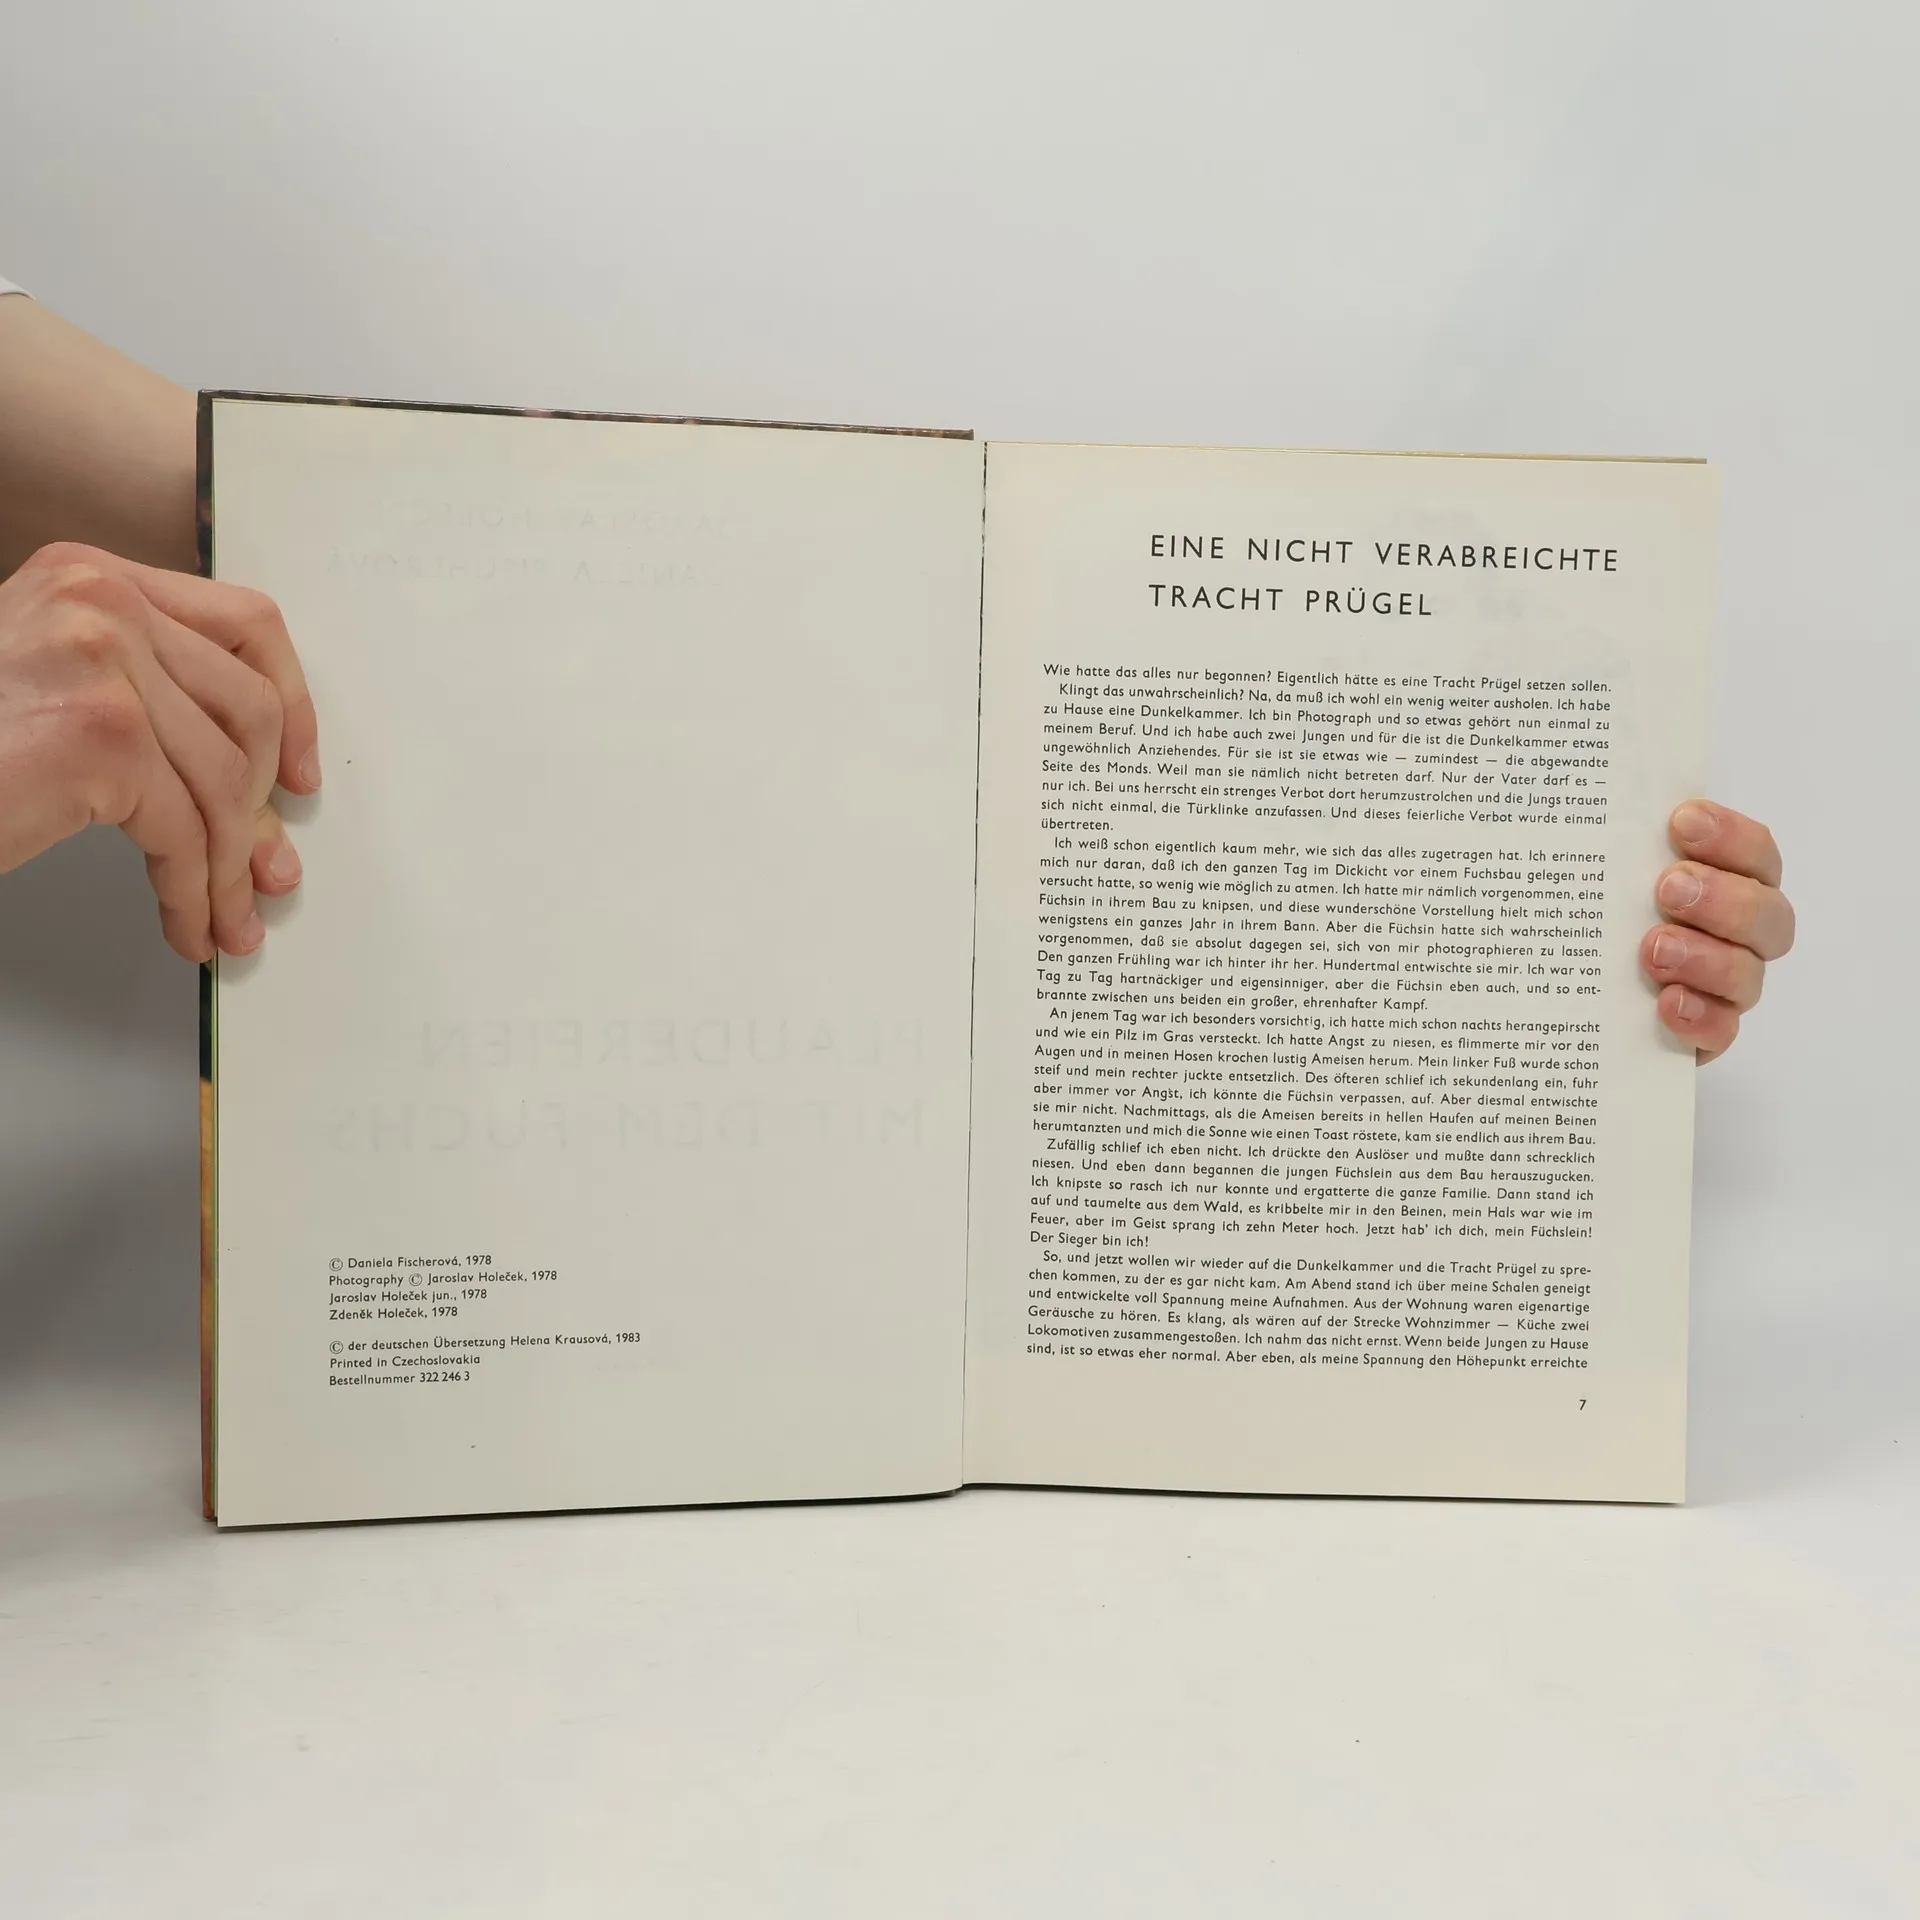 © Daniela Fischerová, 1978
Photography © Jaroslav Holeček, 1978
Jaroslav Holeček jun., 1978
Zdeněk Holeček, 1978
© der deutschen Übersetzung Helena Krausová, 1983
Printed in Czechoslovakia
Bestellnummer 322 246 3
EINE NICHT VERABREICHTE
TRACHT PRÜGEL
Wie hatte das alles nur begonnen? Eigentlich hätte es eine Tracht Prügel setzen sollen.
Klingt das unwahrscheinlich? Na, da muß ich wohl ein wenig weiter ausholen. Ich habe
zu Hause eine Dunkelkammer. Ich bin Photograph und so etwas gehört nun einmal zu
meinem Beruf. Und ich habe auch zwei Jungen und für die ist die Dunkelkammer etwas
ungewöhnlich Anziehendes. Für sie ist sie etwas wie — zumindest — die abgewandte
Seite des Monds. Weil man sie nämlich nicht betreten darf. Nur der Vater darf es —
nur ich. Bei uns herrscht ein strenges Verbot dort herumzustrolchen und die Jungs trauen
sich nicht einmal, die Türklinke anzufassen. Und dieses feierliche Verbot wurde einmal
übertreten.
Ich weiß schon eigentlich kaum mehr, wie sich das alles zugetragen hat. Ich erinnere
mich nur daran, daß ich den ganzen Tag im Dickicht vor einem Fuchsbau gelegen und
versucht hatte, so wenig wie möglich zu atmen. Ich hatte mir nämlich vorgenommen, eine
Füchsin in ihrem Bau zu knipsen, und diese wunderschöne Vorstellung hielt mich schon
wenigstens ein ganzes Jahr in ihrem Bann. Aber die Füchsin hatte sich wahrscheinlich
vorgenommen, daß sie absolut dagegen sei, sich von mir photographieren zu lassen.
Den ganzen Frühling war ich hinter ihr her. Hundertmal entwischte sie mir. Ich war von
Tag zu Tag hartnäckiger und eigensinniger, aber die Füchsin eben auch, und so ent-
brannte zwischen uns beiden ein großer, ehrenhafter Kampf.
An jenem Tag war ich besonders vorsichtig, ich hatte mich schon nachts herangepirscht
und wie ein Pilz im Gras versteckt. Ich hatte Angst zu niesen, es flimmerte mir vor den
Augen und in meinen Hosen krochen lustig Ameisen herum. Mein linker Fuß wurde schon
steif und mein rechter juckte entsetzlich. Des öfteren schlief ich sekundenlang ein, fuhr
aber immer vor Angst, ich könnte die Füchsin verpassen, auf. Aber diesmal entwischte
sie mir nicht. Nachmittags, als die Ameisen bereits in hellen Haufen auf meinen Beinen
herumtanzten und mich die Sonne wie einen Toast röstete, kam sie endlich aus ihrem Bau.
Zufällig schlief ich eben nicht. Ich drückte den Auslöser und mußte dann schrecklich
niesen. Und eben dann begannen die jungen Füchslein aus dem Bau herauszugucken.
Ich knipste so rasch ich nur konnte und ergatterte die ganze Familie. Dann stand ich
auf und taumelte aus dem Wald, es kribbelte mir in den Beinen, mein Hals war wie im
Feuer, aber im Geist sprang ich zehn Meter hoch. Jetzt hab' ich dich, mein Füchslein!
Der Sieger bin ich!
So, und jetzt wollen wir wieder auf die Dunkelkammer und die Tracht Prügel zu spre-
chen kommen, zu der es gar nicht kam. Am Abend stand ich über meine Schalen geneigt
und entwickelte voll Spannung meine Aufnahmen. Aus der Wohnung waren eigenartige
Geräusche zu hören. Es klang, als wären auf der Strecke Wohnzimmer — Küche zwei
Lokomotiven zusammengestoßen. Ich nahm das nicht ernst. Wenn beide Jungen zu Hause
sind, ist so etwas eher normal. Aber eben, als meine Spannung den Höhepunkt erreichte
7